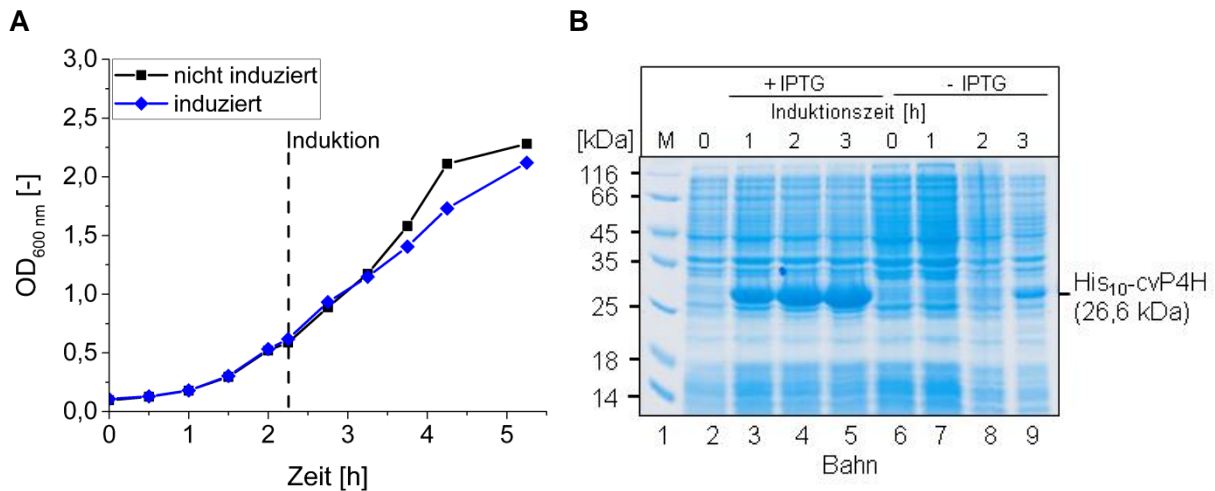 A
3,0
2,5
2,0
1,5
1,0
0,5
0,0
OD600 nm [-]
nicht induziert
induziert
Induktion
0 1 2 3 4 5
Zeit [h]
B
+ IPTG - IPTG
Induktionszeit [h]
[kDa] M 0 1 2 3 0 1 2 3
116
66
45
35
25
18
14
His10-cvP4H
(26,6 kDa)
1 2 3 4 5 6 7 8 9
Bahn